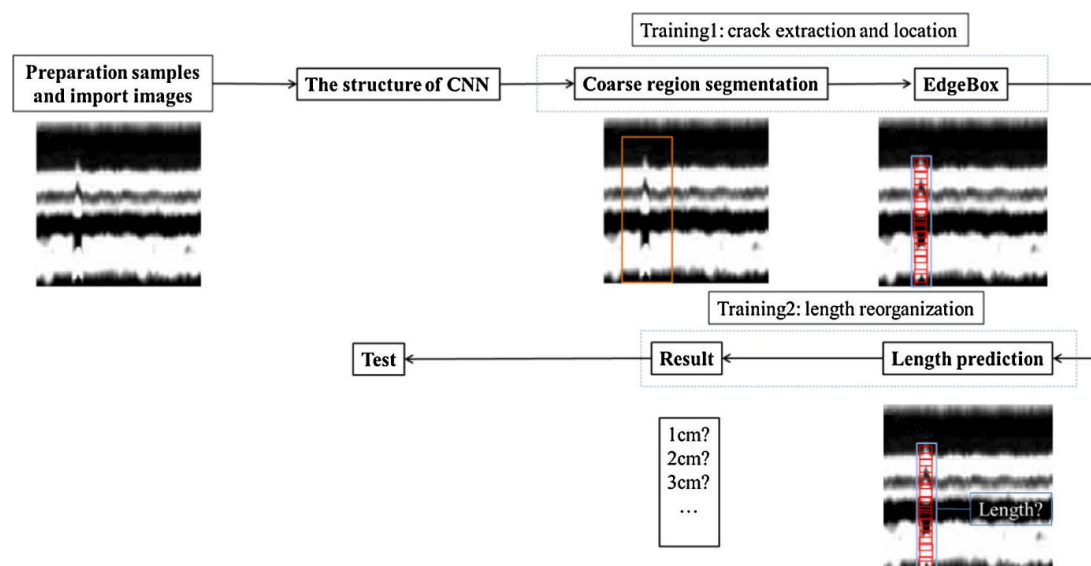 Training1: crack extraction and location
Preparation samples
and import images
The structure of CNN
Coarse region segmentation
EdgeBox
Training2: length reorganization
Test
Result
Length prediction
1cm?
2cm?
3cm?
…
Length?